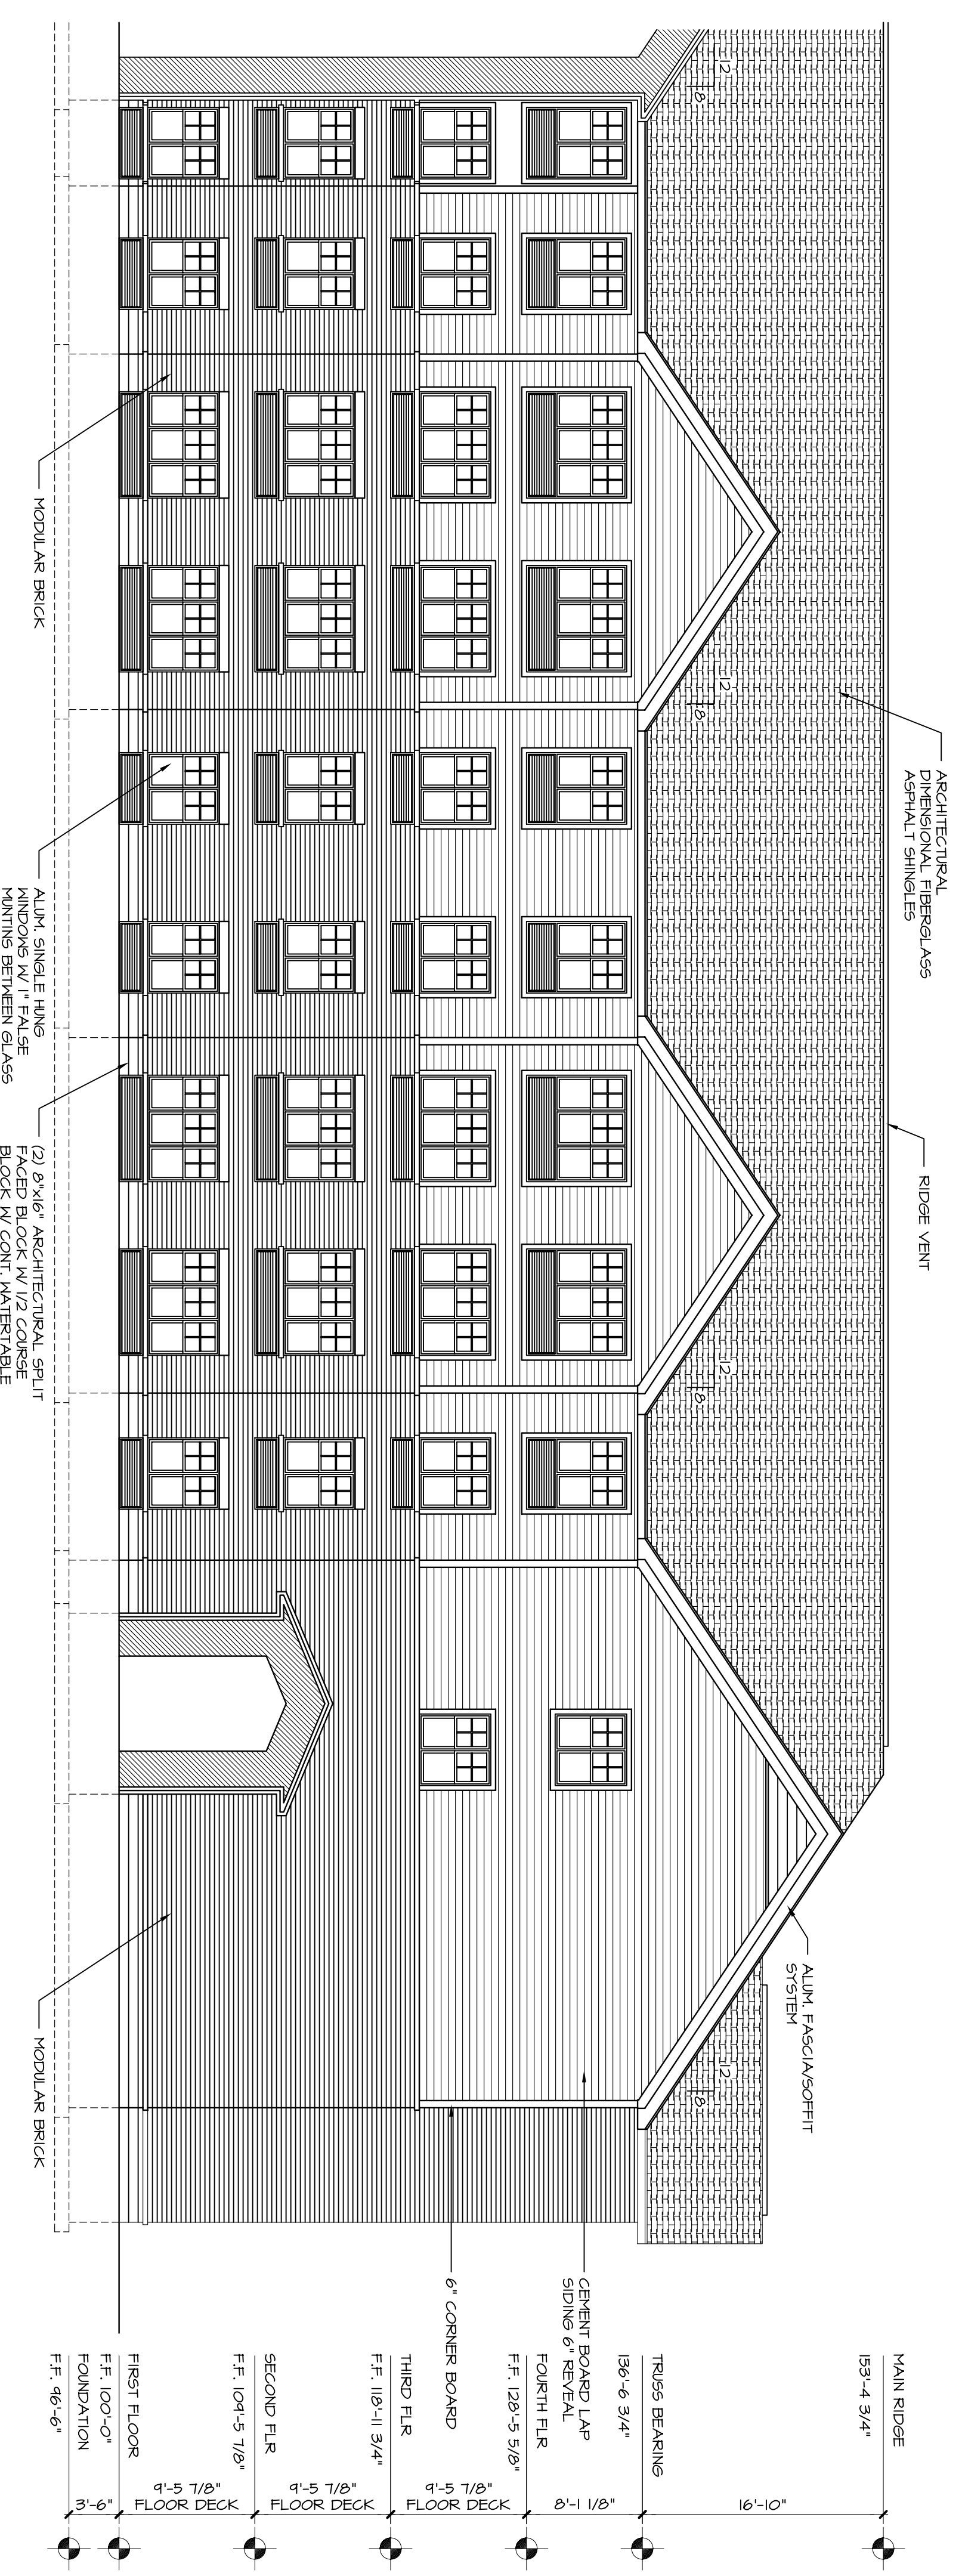 ARCHITECTURAL
DIMENSIONAL FIBERGLASS
ASPHALT SHINGLES
RIDGE VENT
12
8
12
8
12
8
12
8
ALUM. FASCIA/SOFFIT
SYSTEM
CEMENT BOARD LAP
SIDING 6" REVEAL
6" CORNER BOARD
MODULAR BRICK
ALUM. SINGLE HUNG
WINDOWS W/ 1" FALSE
MUNTINS BETWEEN GLASS
(2) 8"x16" ARCHITECTURAL SPLIT
FACED BLOCK W/ 1/2 COURSE
BLOCK W/ CONT. WATERTABLE
MODULAR BRICK
MAIN RIDGE
153'-4 3/4"
TRUSS BEARING
136'-6 3/4"
FOURTH FLR
F.F. 128'-5 5/8"
THIRD FLR
F.F. 118'-11 3/4"
SECOND FLR
F.F. 109'-5 7/8"
FIRST FLOOR
F.F. 100'-0"
FOUNDATION
F.F. 96'-6"
16'-10"
8'-1 1/8"
9'-5 7/8"
FLOOR DECK
9'-5 7/8"
FLOOR DECK
9'-5 7/8"
FLOOR DECK
3'-6"